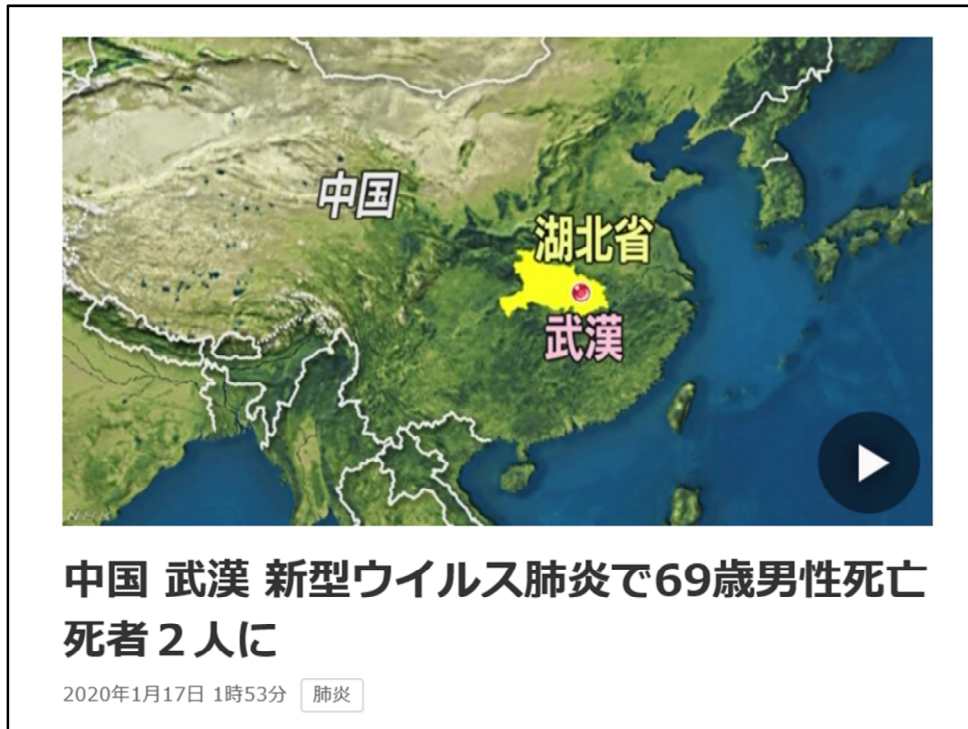 中国
湖北省
武漢
NHK
中国 武漢 新型ウイルス肺炎で69歳男性死亡
死者２人に
2020年1月17日 1時53分 肺炎